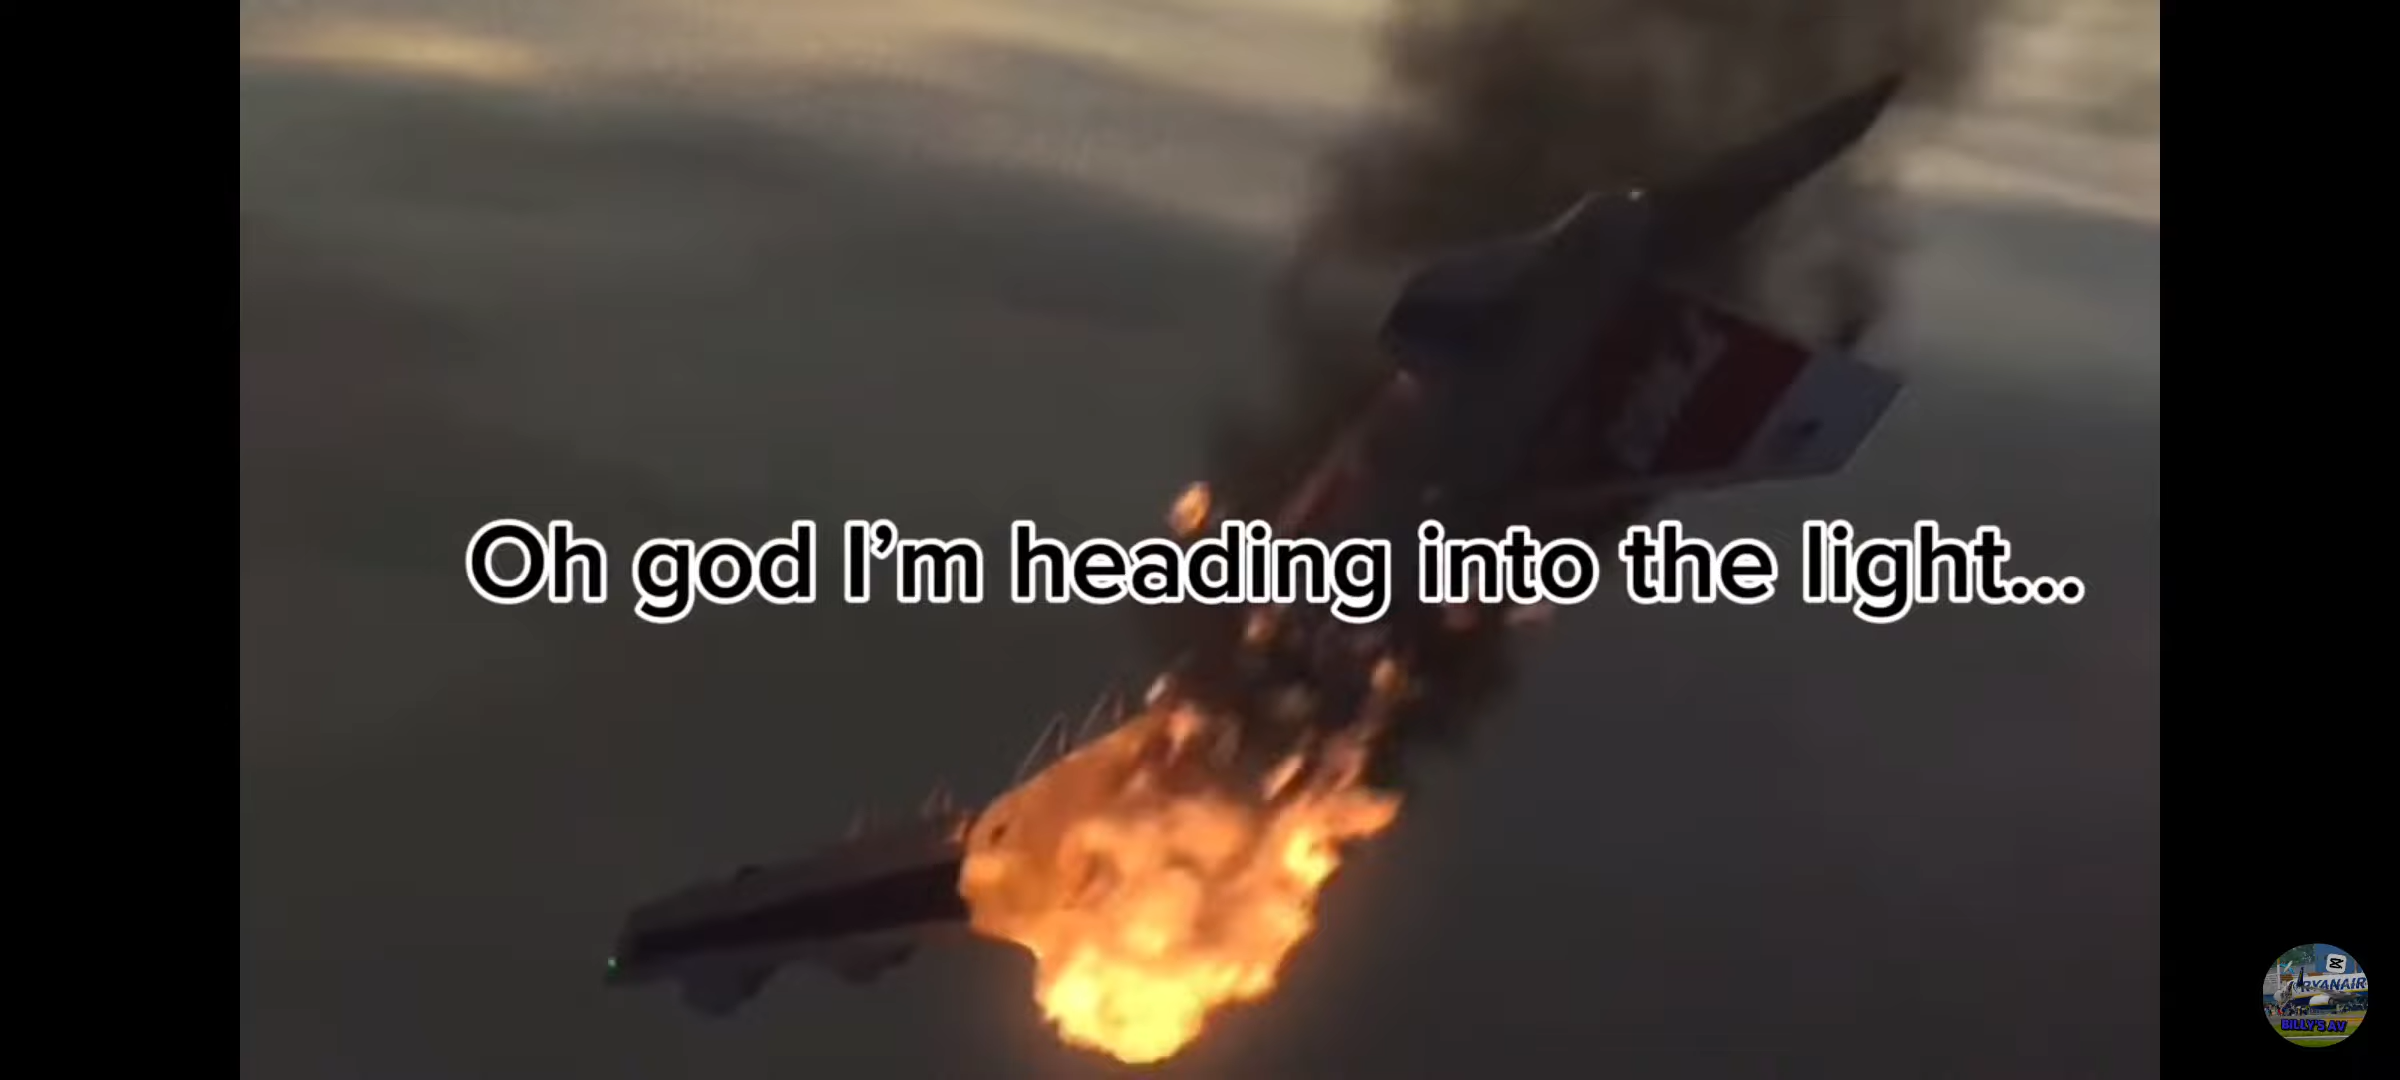 Oh god I'm heading into the light...
RYANAIR
BILLY'S AV